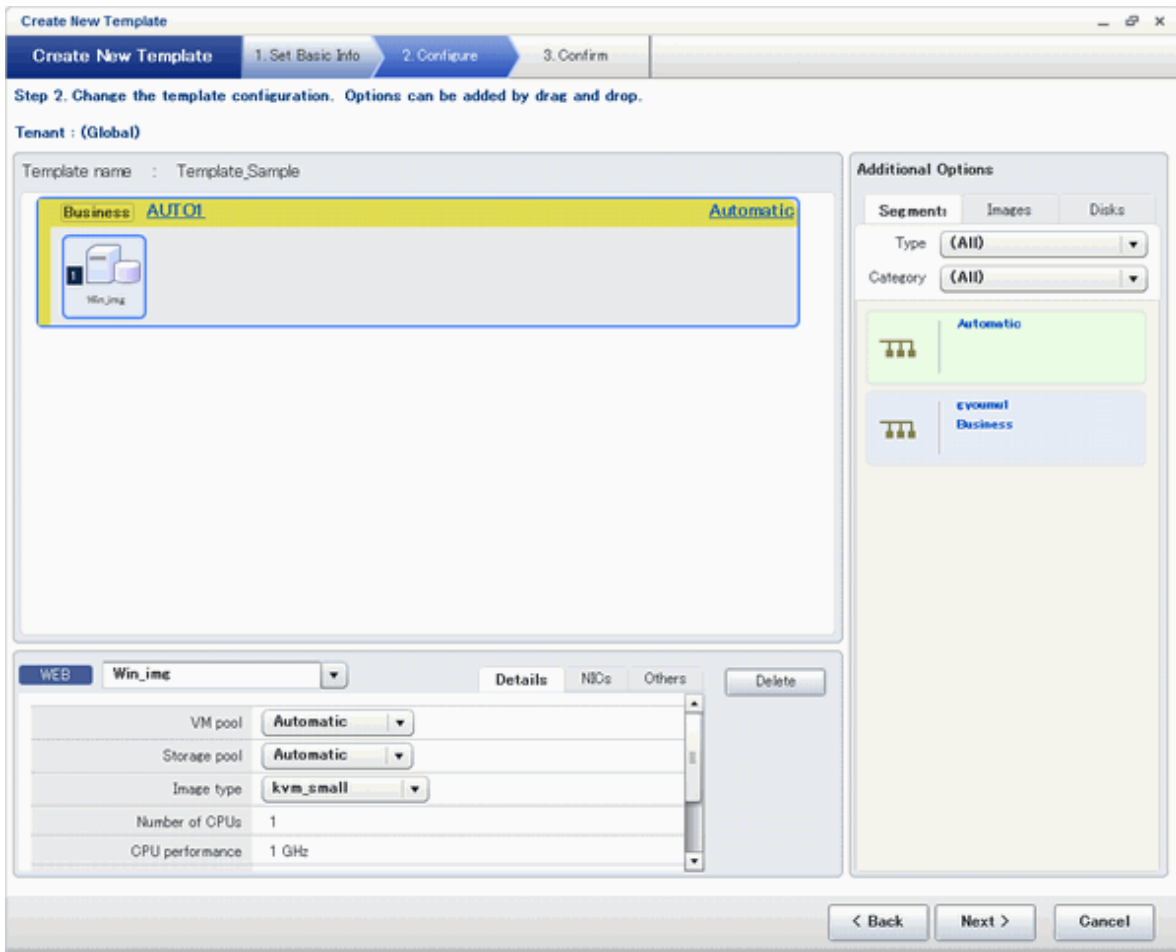 Create New Template
Create New Template 1. Set Basic Info 2. Configure 3. Confirm
Step 2. Change the template configuration. Options can be added by drag and drop.
Tenant : (Global)
Template name : Template_Sample
Business AUTO1 Automatic
1
Win_img
Additional Options
Segments Images Disks
Type (All)
Category (All)
Automatic
gyoumu1
Business
WEB Win_img Details NICs Others Delete
VM pool Automatic
Storage pool Automatic
Image type kvm_small
Number of CPUs 1
CPU performance 1 GHz
< Back Next > Cancel